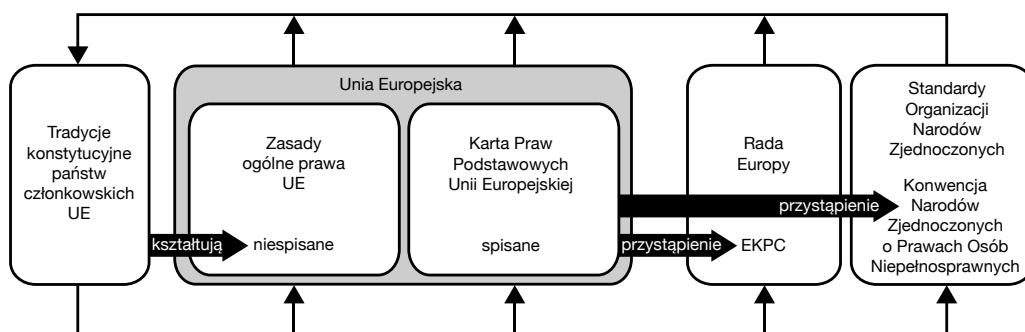 Unia Europejska
Tradycje
konstytucyjne
państw
członkowskich
UE
kształtują
Zasady
ogólne prawa
UE
niespisane
Karta Praw
Podstawowych
Unii Europejskiej
spisane
przystąpienie
Rada
Europy
EKPC
przystąpienie
Standardy
Organizacji
Narodów
Zjednoczonych
Konwencja
Narodów
Zjednoczonych
o Prawach Osób
Niepełnosprawnych